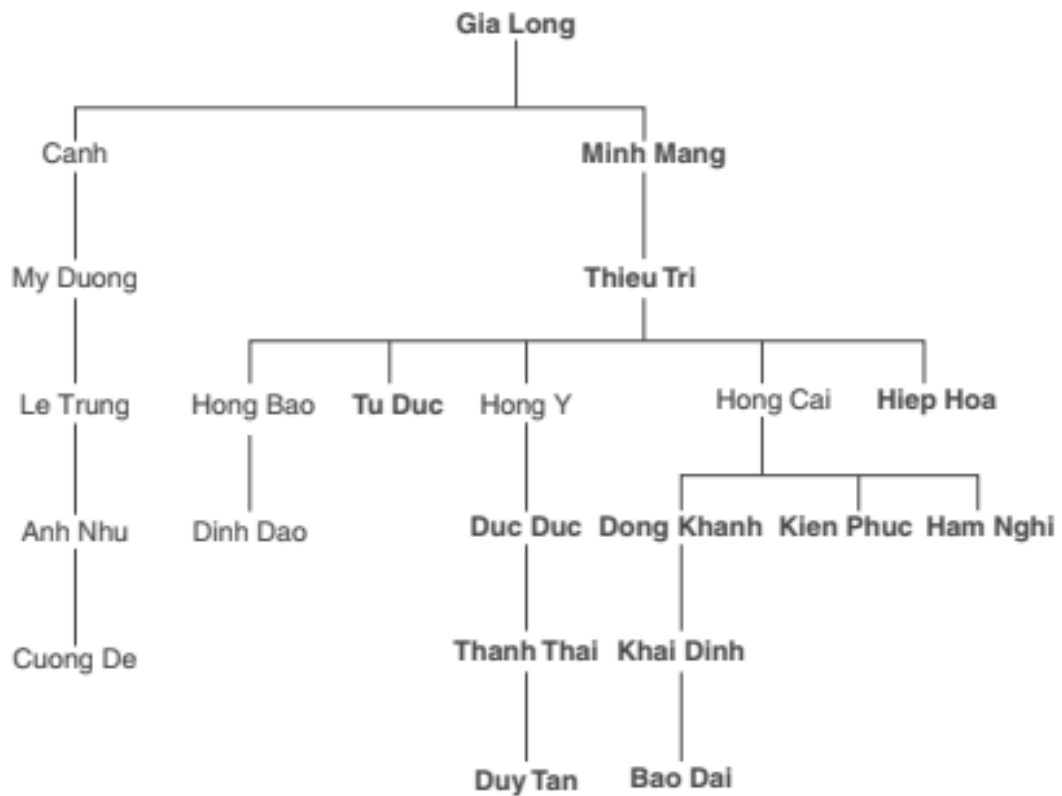 Gia Long
Canh Minh Mang
My Duong Thieu Tri
Le Trung Hong Bao Tu Duc Hong Y Hong Cai Hiep Hoa
Anh Nhu Dinh Dao Duc Duc Dong Khanh Kien Phuc Ham Nghi
Cuong De Thanh Thai Khai Dinh
Duy Tan Bao Dai